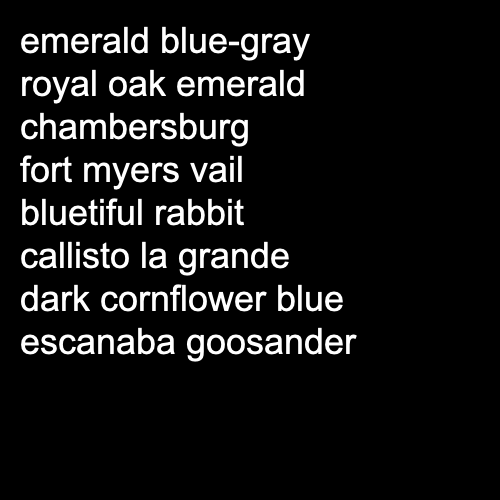 emerald blue-gray
royal oak emerald
chambersburg
fort myers vail
bluetiful rabbit
callisto la grande
dark cornflower blue
escanaba goosander